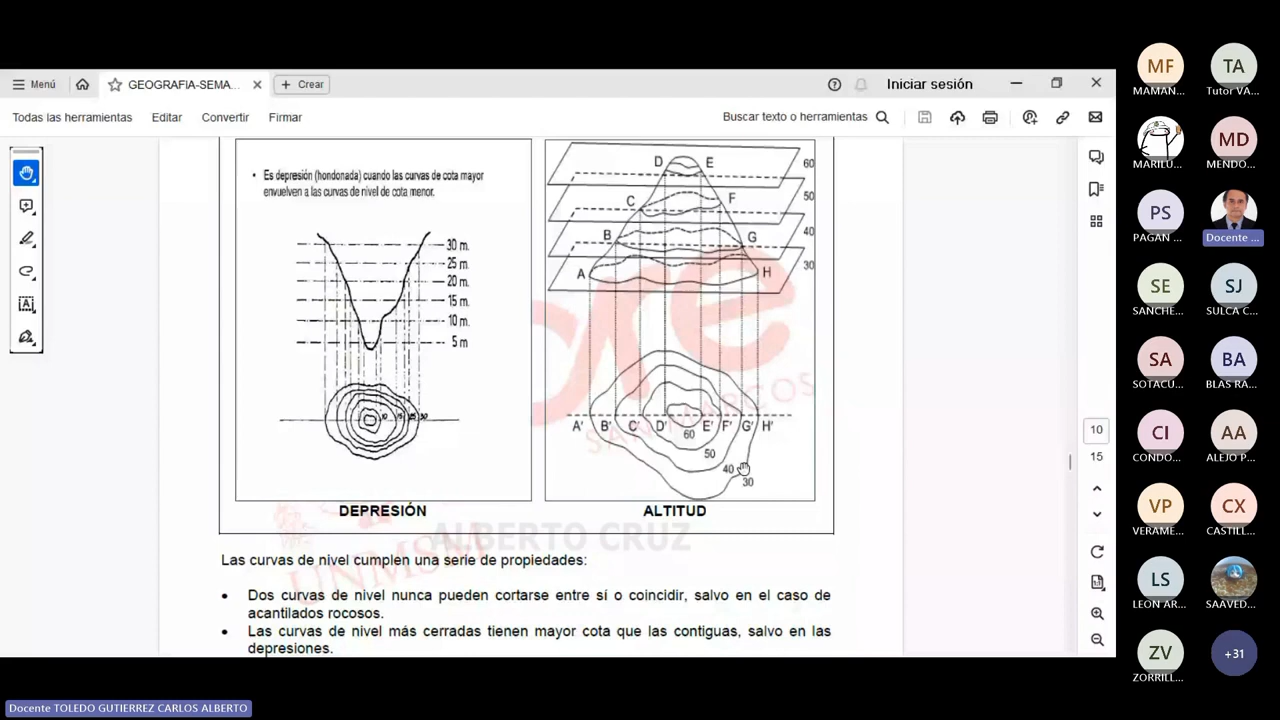 Menú
GEOGRAFIA-SEMA...
Crear
Iniciar sesión
Todas las herramientas
Editar
Convertir
Firmar
Buscar texto o herramientas
• Es depresión (hondonada) cuando las curvas de cota mayor
envuelven a las curvas de nivel de cota menor.
30 m.
25 m.
20 m.
15 m.
10 m.
5 m
DEPRESIÓN
D E 60
C F 50
B G 40
A H 30
A' B' C' D' E' F' G' H'
60
50
40
30
ALTITUD
SAN MARCOS
UNMSM
ALBERTO CRUZ
Las curvas de nivel cumplen una serie de propiedades:
• Dos curvas de nivel nunca pueden cortarse entre sí o coincidir, salvo en el caso de
acantilados rocosos.
• Las curvas de nivel más cerradas tienen mayor cota que las contiguas, salvo en las
depresiones.
10
15
MF
MAMAN...
TA
Tutor VA...
MARILÚ...
MD
MENDO...
PS
PAGAN ...
Docente ...
SE
SANCHE...
SJ
SULCA C...
SA
SOTACU...
BA
BLAS RA...
CI
CONDO...
AA
ALEJO P...
VP
VERAME...
CX
CASTILL...
LS
LEON AR...
SAAVED...
ZV
ZORRILL...
+31
Docente TOLEDO GUTIERREZ CARLOS ALBERTO